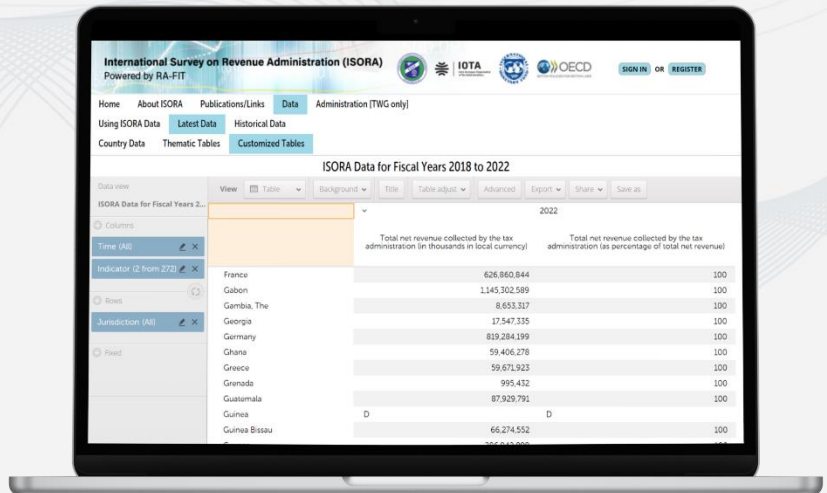 International Survey on Revenue Administration (ISORA)
Powered by RA-FIT
IOTA
OECD
SIGN IN OR REGISTER
Home About ISORA Publications/Links Data Administration [TWG only]
Using ISORA Data Latest Data Historical Data
Country Data Thematic Tables Customized Tables
ISORA Data for Fiscal Years 2018 to 2022
Data view
View Table Background Title Table adjust Advanced Export Share Save as
ISORA Data for Fiscal Years 2...
2022
Columns
Time (All)
Total net revenue collected by the tax
administration (in thousands in local currency)
Total net revenue collected by the tax
administration (as percentage of total net revenue)
Indicator (2 from 272)
Rows
Jurisdiction (All)
Fixed
France 626,860,844 100
Gabon 1,145,302,589 100
Gambia, The 8,653,317 100
Georgia 17,547,335 100
Germany 819,284,199 100
Ghana 59,406,278 100
Greece 59,671,923 100
Grenada 995,432 100
Guatemala 87,929,791 100
Guinea D D
Guinea Bissau 66,274,552 100